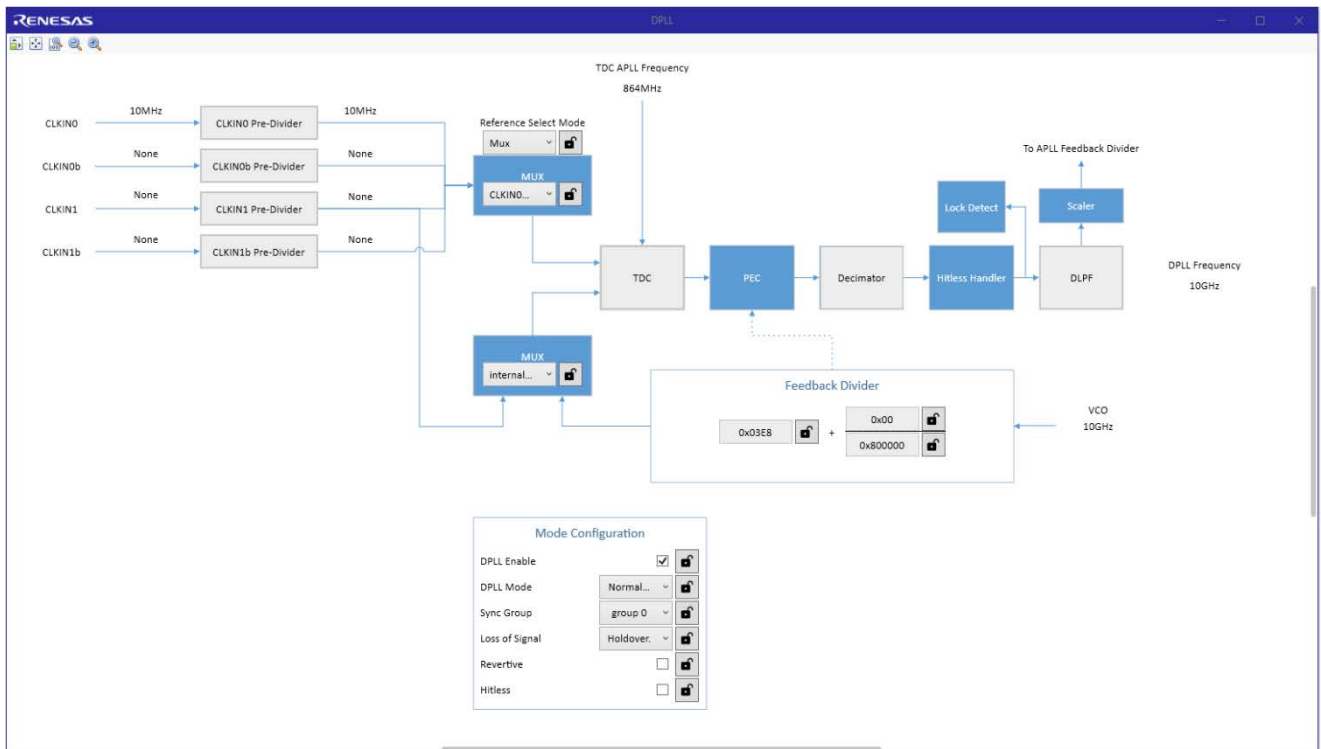 RENESAS
DPLL
TDC APLL Frequency
864MHz
CLKIN0
10MHz
CLKIN0 Pre-Divider
10MHz
CLKIN0b
None
CLKIN0b Pre-Divider
None
CLKIN1
None
CLKIN1 Pre-Divider
None
CLKIN1b
None
CLKIN1b Pre-Divider
None
Reference Select Mode
Mux
MUX
CLKIN0...
To APLL Feedback Divider
Lock Detect
Scaler
TDC
PEC
Decimator
Hitless Handler
DLPF
DPLL Frequency
10GHz
MUX
internal...
Feedback Divider
0x03E8
+
0x00
0x800000
VCO
10GHz
Mode Configuration
DPLL Enable
DPLL Mode
Normal...
Sync Group
group 0
Loss of Signal
Holdover.
Revertive
Hitless